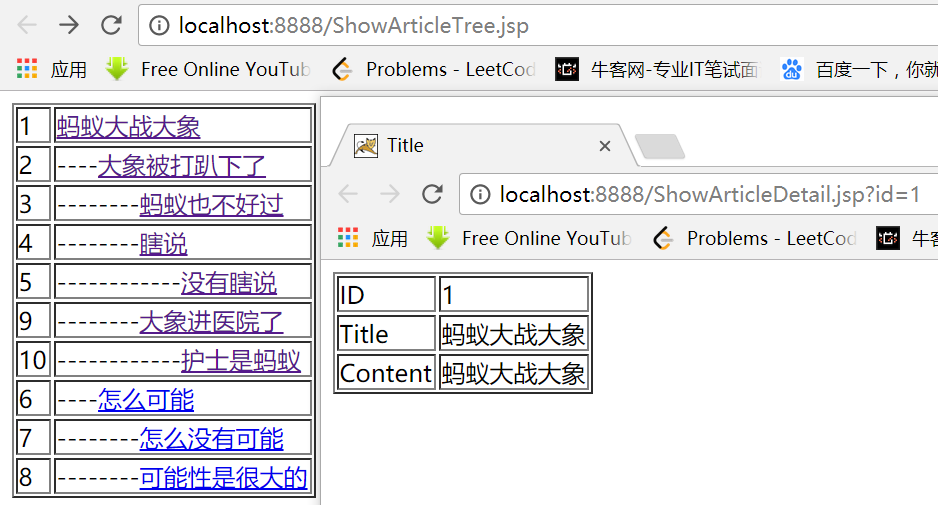 localhost:8888/ShowArticleTree.jsp
应用 Free Online YouTub Problems - LeetCod 牛客网-专业IT笔试面 百度一下，你就
1 蚂蚁大战大象
2 ----大象被打趴下了
3 --------蚂蚁也不好过
4 --------瞎说
5 ------------没有瞎说
9 --------大象进医院了
10 ------------护士是蚂蚁
6 ----怎么可能
7 --------怎么没有可能
8 --------可能性是很大的
Title
localhost:8888/ShowArticleDetail.jsp?id=1
应用 Free Online YouTub Problems - LeetCod 牛客
ID 1
Title 蚂蚁大战大象
Content 蚂蚁大战大象